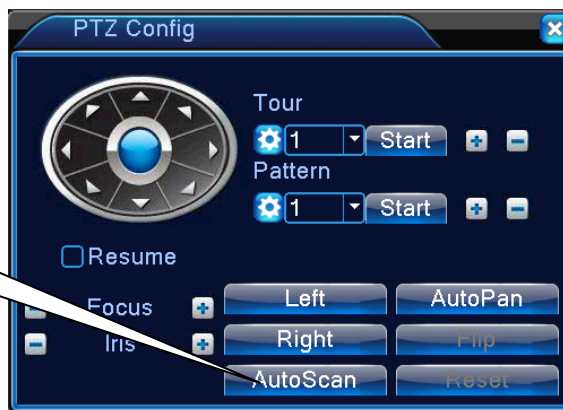 PTZ Config
Tour
1 Start
Pattern
1 Start
Resume
Focus Left AutoPan
Iris Right Flip
AutoScan Reset